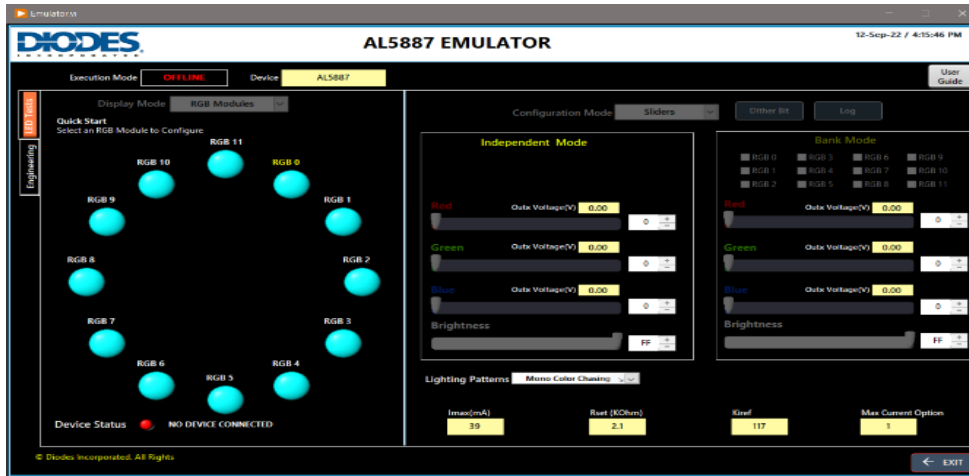 Emulator.vi
DIODES
INCORPORATED
AL5887 EMULATOR
12-Sep-22 / 4:15:46 PM
Execution Mode OFFLINE Device AL5887
User
Guide
LED Tests
Engineering
Display Mode RGB Modules
Quick Start
Select an RGB Module to Configure
RGB 11
RGB 10 RGB 0
RGB 9 RGB 1
RGB 8 RGB 2
RGB 7 RGB 3
RGB 6 RGB 4
RGB 5
Device Status NO DEVICE CONNECTED
Configuration Mode Sliders Dither Bit Log
Independent Mode
Red Outx Voltage(V) 0.00
0
Green Outx Voltage(V) 0.00
0
Blue Outx Voltage(V) 0.00
0
Brightness
FF
Bank Mode
RGB 0 RGB 3 RGB 6 RGB 9
RGB 1 RGB 4 RGB 7 RGB 10
RGB 2 RGB 5 RGB 8 RGB 11
Red Outx Voltage(V) 0.00
0
Green Outx Voltage(V) 0.00
0
Blue Outx Voltage(V) 0.00
0
Brightness
FF
Lighting Patterns Mono Color Chasing
Imax(mA) Rset (KOhm) Kiref Max Current Option
39 2.1 117 1
© Diodes Incorporated. All Rights
EXIT